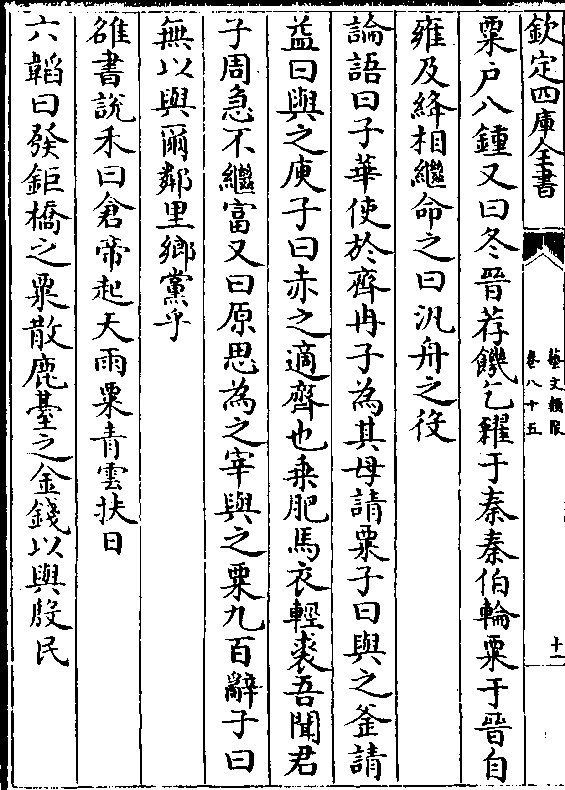 欽定四庫全書
藝文類聚
卷八十五
十一
粟户八鍾又曰冬晉荐饑乞糴于秦秦伯輸粟于晉自
雍及絳相繼命之曰汎舟之役
論語曰子華使於齊冉子為其母請粟子曰與之釜請
益曰與之庾子曰赤之適齊也乗肥馬衣輕裘吾聞君
子周急不繼富又曰原思為之宰與之粟九百辭子曰
無以與爾鄰里鄉黨乎
雒書說禾曰倉帝起天雨粟青雲扶日
六韜曰發鉅橋之粟散鹿臺之金錢以與殷民